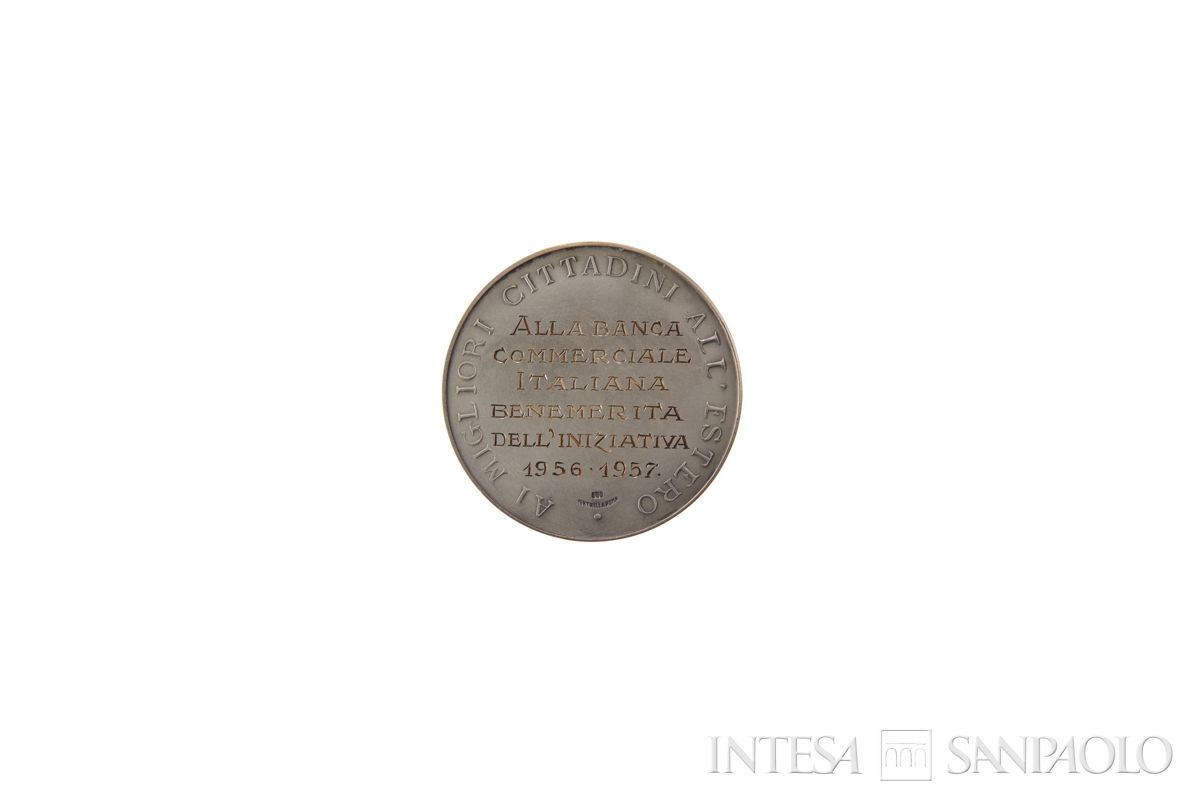 AI MIGLIORI CITTADINI ALL'ESTERO
ALLA BANCA
COMMERCIALE
ITALIANA
BENEMERITA
DELL'INIZIATIVA
1956·1957.
INTESA SANPAOLO